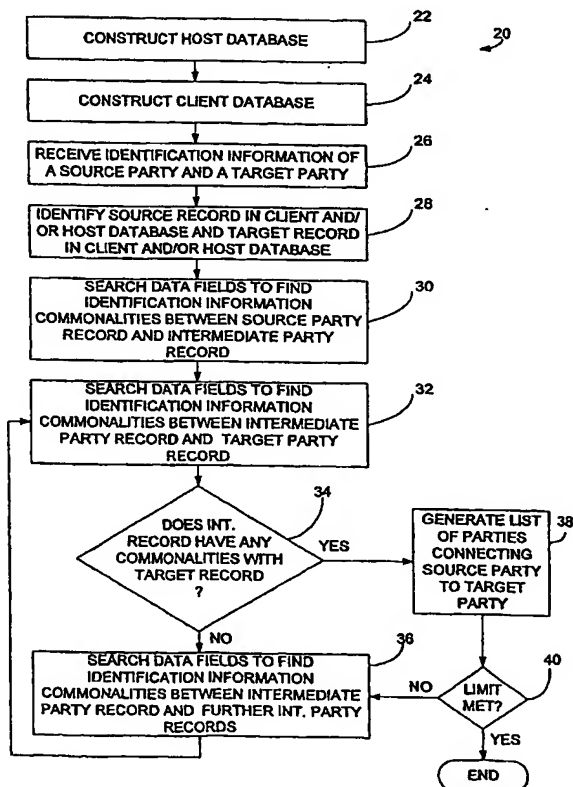 CONSTRUCT HOST DATABASE
22
20
CONSTRUCT CLIENT DATABASE
24
RECEIVE IDENTIFICATION INFORMATION OF
A SOURCE PARTY AND A TARGET PARTY
26
IDENTIFY SOURCE RECORD IN CLIENT AND/
OR HOST DATABASE AND TARGET RECORD
IN CLIENT AND/OR HOST DATABASE
28
SEARCH DATA FIELDS TO FIND
IDENTIFICATION INFORMATION
COMMONALITIES BETWEEN SOURCE PARTY
RECORD AND INTERMEDIATE PARTY
RECORD
30
SEARCH DATA FIELDS TO FIND
IDENTIFICATION INFORMATION
COMMONALITIES BETWEEN INTERMEDIATE
PARTY RECORD AND TARGET PARTY
RECORD
32
DOES INT.
RECORD HAVE ANY
COMMONALITIES WITH
TARGET RECORD
?
34
YES
GENERATE LIST
OF PARTIES
CONNECTING
SOURCE PARTY
TO TARGET
PARTY
38
NO
SEARCH DATA FIELDS TO FIND
IDENTIFICATION INFORMATION
COMMONALITIES BETWEEN INTERMEDIATE
PARTY RECORD AND FURTHER INT. PARTY
RECORDS
36
NO
LIMIT
MET?
40
YES
END